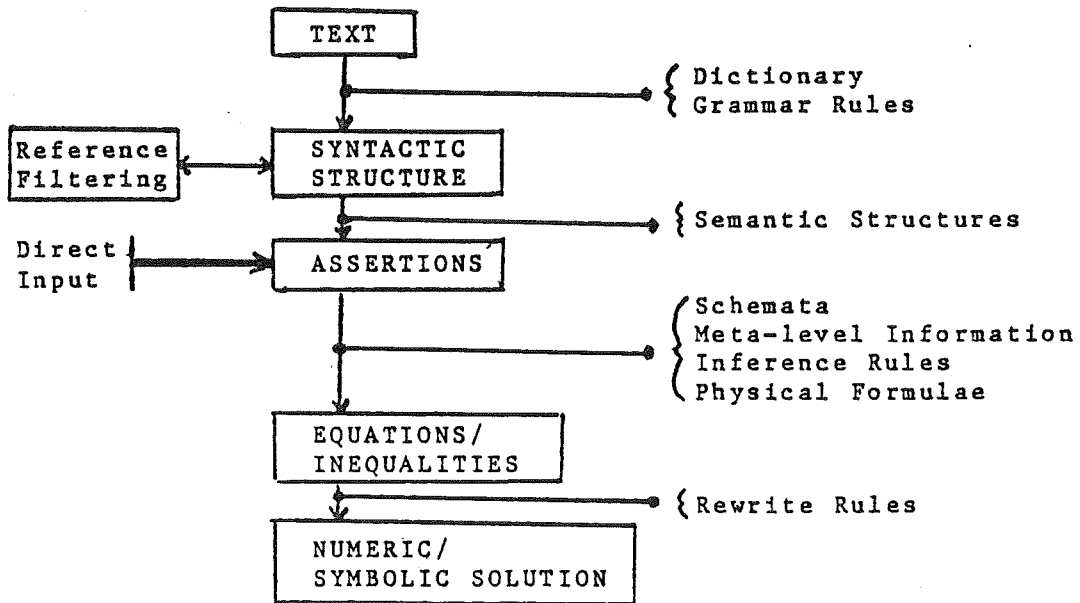 TEXT
Dictionary
Grammar Rules
Reference
Filtering
SYNTACTIC
STRUCTURE
Semantic Structures
Direct
Input
ASSERTIONS
Schemata
Meta-level Information
Inference Rules
Physical Formulae
EQUATIONS/
INEQUALITIES
Rewrite Rules
NUMERIC/
SYMBOLIC SOLUTION